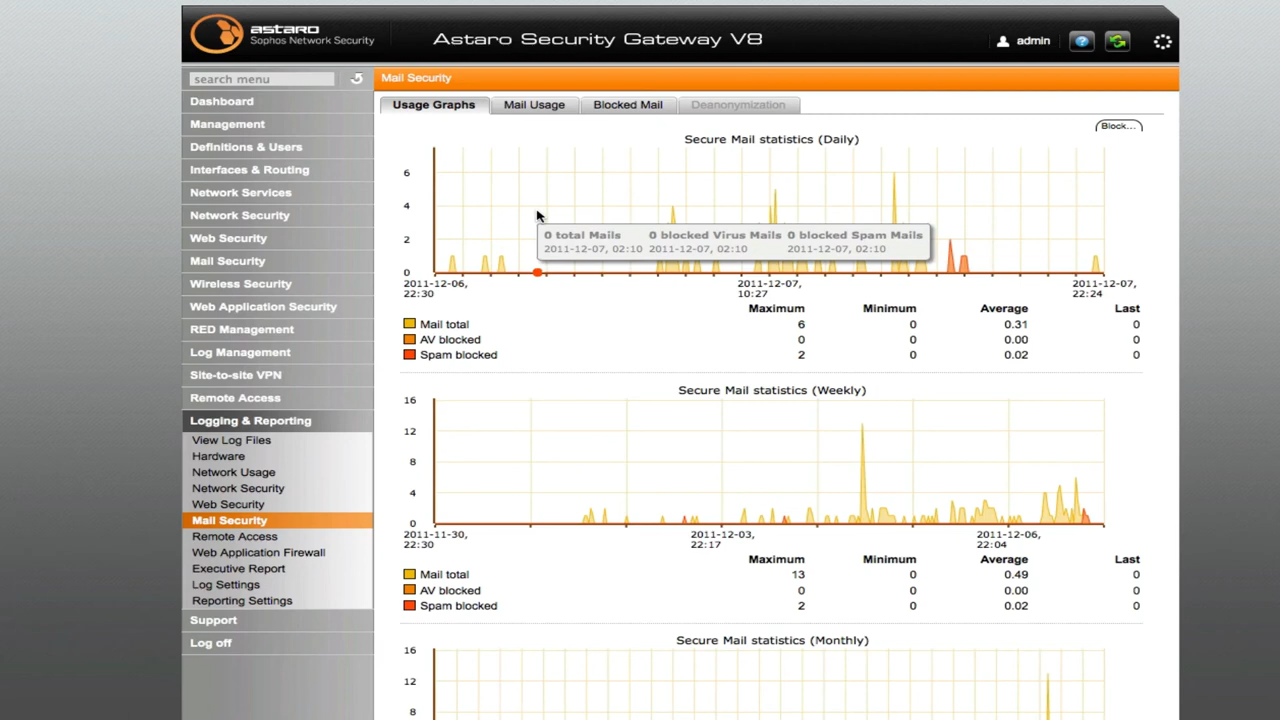 astaro
Sophos Network Security
Astaro Security Gateway V8
admin
?
search menu
Dashboard
Management
Definitions & Users
Interfaces & Routing
Network Services
Network Security
Web Security
Mail Security
Wireless Security
Web Application Security
RED Management
Log Management
Site-to-site VPN
Remote Access
Logging & Reporting
View Log Files
Hardware
Network Usage
Network Security
Web Security
Mail Security
Remote Access
Web Application Firewall
Executive Report
Log Settings
Reporting Settings
Support
Log off
Mail Security
Usage Graphs Mail Usage Blocked Mail Deanonymization
Block...
Secure Mail statistics (Daily)
6
4
2
0
0 total Mails 0 blocked Virus Mails 0 blocked Spam Mails
2011-12-07, 02:10 2011-12-07, 02:10 2011-12-07, 02:10
2011-12-06, 2011-12-07, 2011-12-07,
22:30 10:27 22:24
Maximum Minimum Average Last
Mail total 6 0 0.31 0
AV blocked 0 0 0.00 0
Spam blocked 2 0 0.02 0
Secure Mail statistics (Weekly)
16
12
8
4
0
2011-11-30, 2011-12-03, 2011-12-06,
22:30 22:17 22:04
Maximum Minimum Average Last
Mail total 13 0 0.49 0
AV blocked 0 0 0.00 0
Spam blocked 2 0 0.02 0
Secure Mail statistics (Monthly)
16
12
8